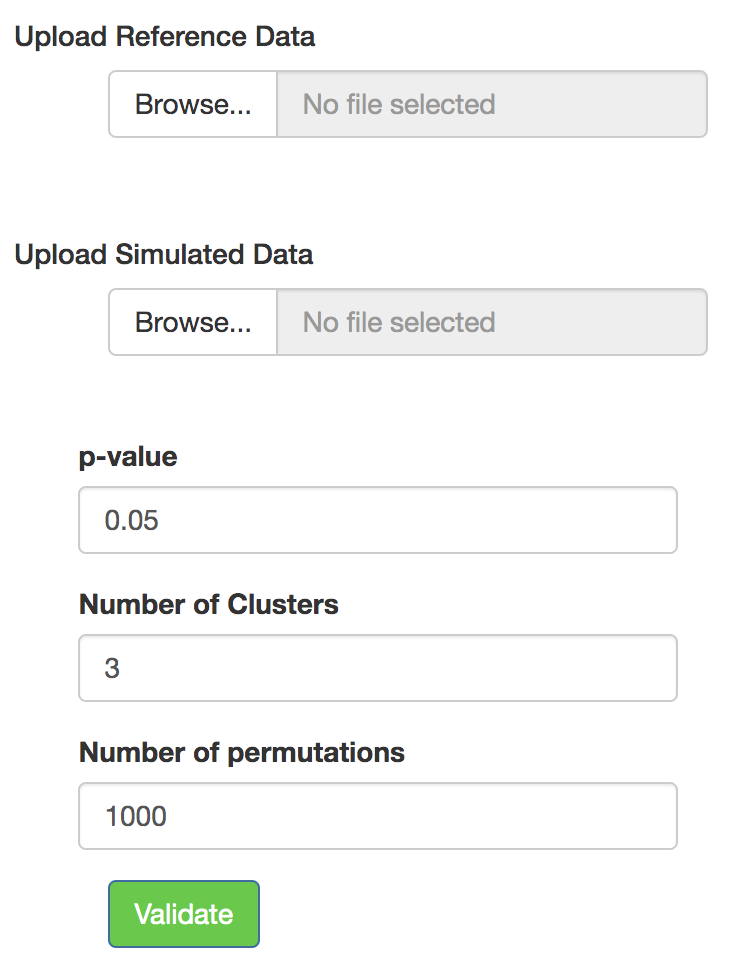 Upload Reference Data
Browse... No file selected
Upload Simulated Data
Browse... No file selected
p-value
0.05
Number of Clusters
3
Number of permutations
1000
Validate